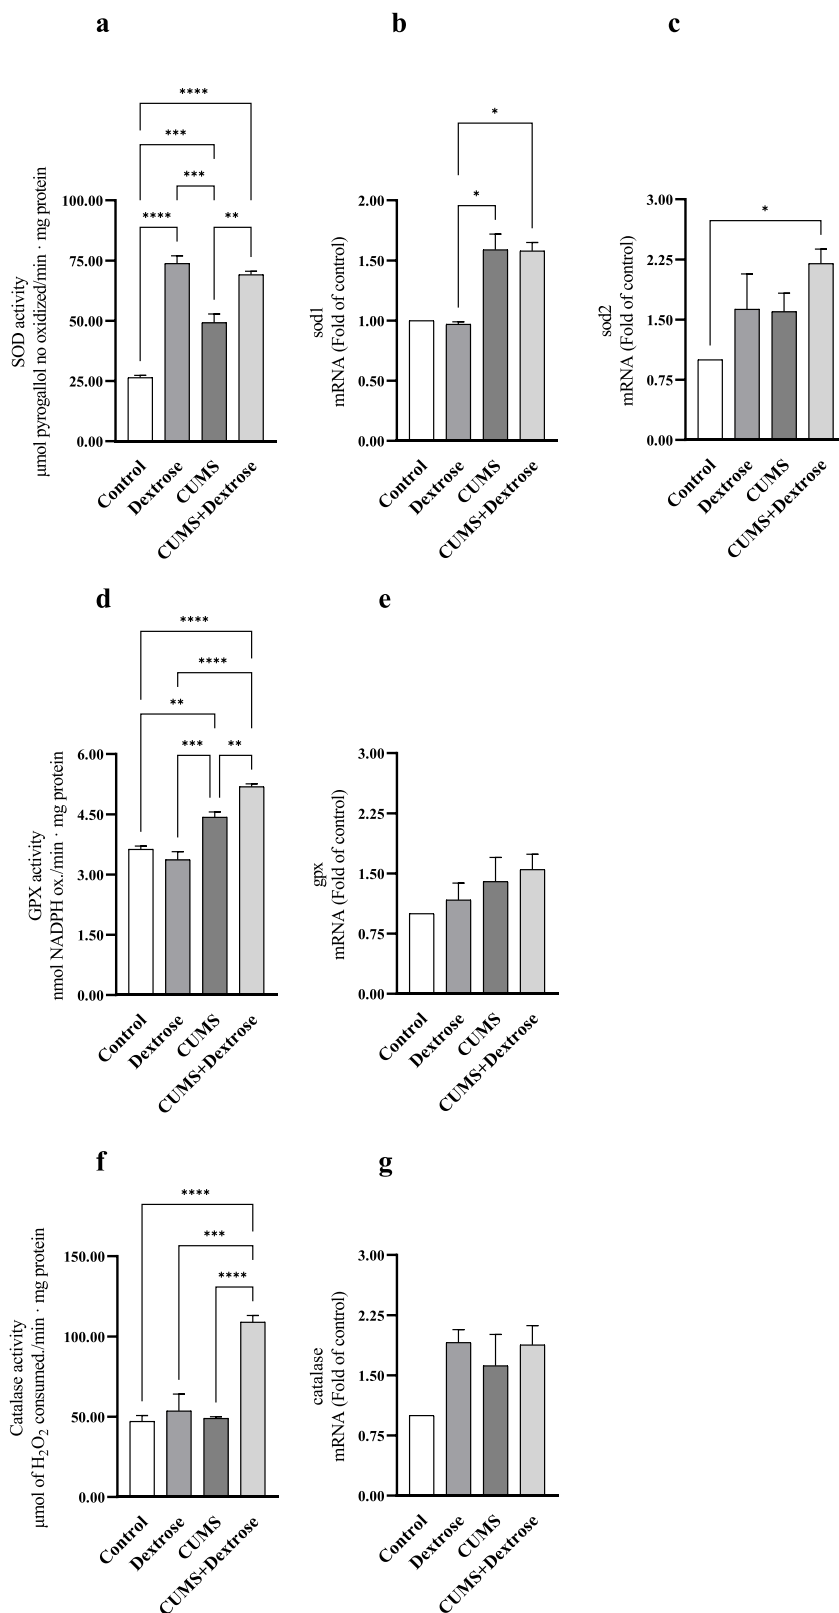 a
b
c
****
***
***
****
**
SOD activity
μmol pyrogallol no oxidized/min · mg protein
100.00
75.00
50.00
25.00
0.00
Control
Dextrose
CUMS
CUMS+Dextrose
*
*
sod1
mRNA (Fold of control)
2.00
1.50
1.00
0.50
0.00
Control
Dextrose
CUMS
CUMS+Dextrose
*
sod2
mRNA (Fold of control)
3.00
2.25
1.50
0.75
0.00
Control
Dextrose
CUMS
CUMS+Dextrose
d
e
****
****
**
***
**
GPX activity
nmol NADPH ox./min · mg protein
6.00
4.50
3.00
1.50
0.00
Control
Dextrose
CUMS
CUMS+Dextrose
gpx
mRNA (Fold of control)
3.00
2.25
1.50
0.75
0.00
Control
Dextrose
CUMS
CUMS+Dextrose
f
g
****
***
****
Catalase activity
μmol of H₂O₂ consumed./min · mg protein
150.00
100.00
50.00
0.00
Control
Dextrose
CUMS
CUMS+Dextrose
catalase
mRNA (Fold of control)
3.00
2.25
1.50
0.75
0.00
Control
Dextrose
CUMS
CUMS+Dextrose